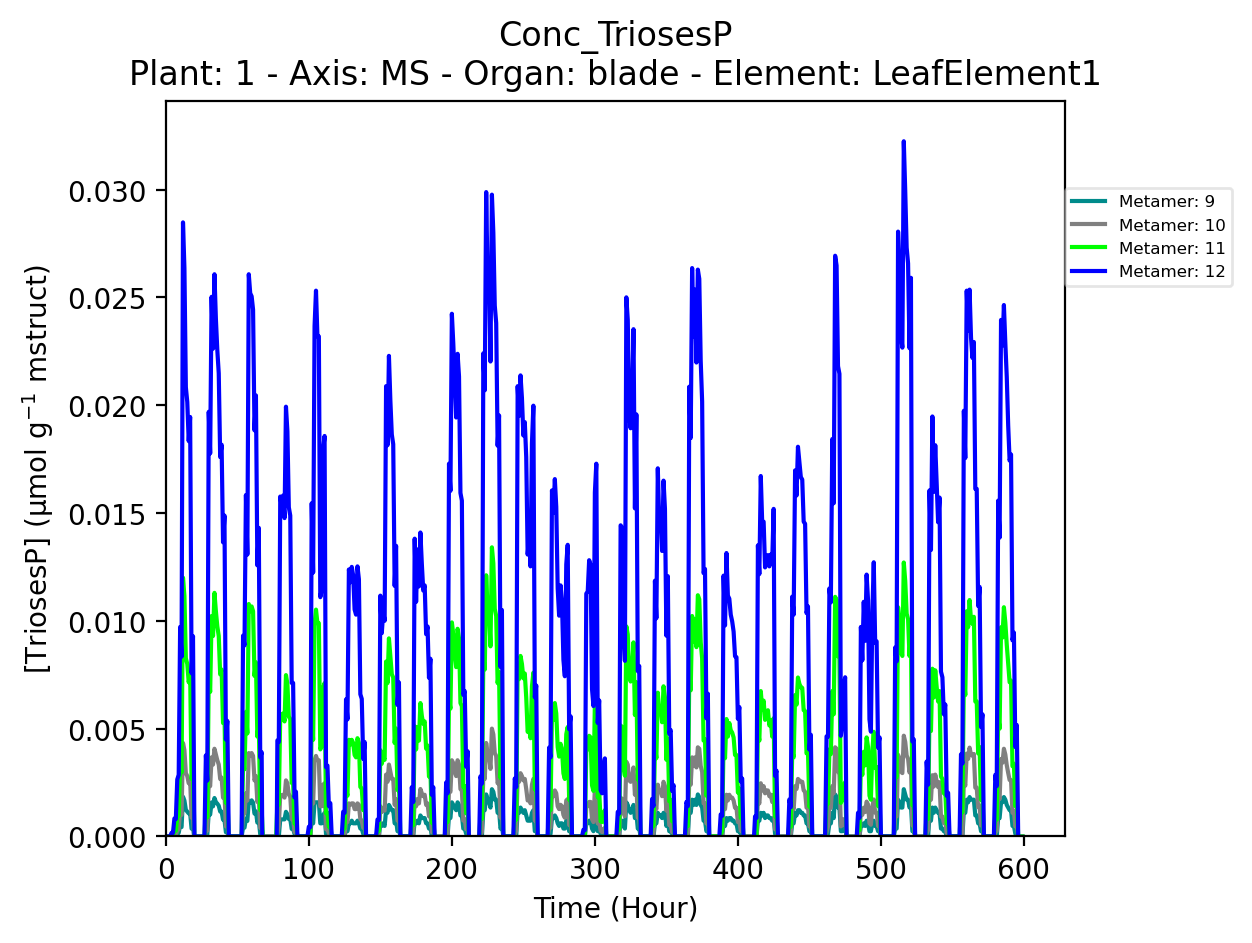 Conc_TriosesP
Plant: 1 - Axis: MS - Organ: blade - Element: LeafElement1
[TriosesP] (µmol g⁻¹ mstruct)
0.030
0.025
0.020
0.015
0.010
0.005
0.000
0 100 200 300 400 500 600
Time (Hour)
Metamer: 9
Metamer: 10
Metamer: 11
Metamer: 12